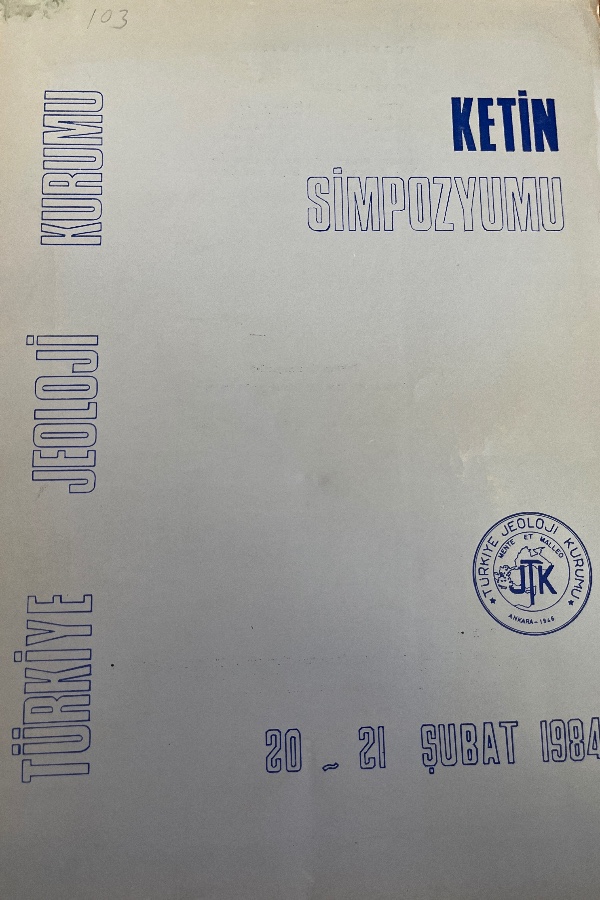 103
KETİN
SİMPOZYUMU
TÜRKİYE JEOLOJİ KURUMU
TÜRKİYE JEOLOJİ KURUMU
MENTE ET MALLEO
JTK
ANKARA-1946
20 ~ 21 ŞUBAT 1984